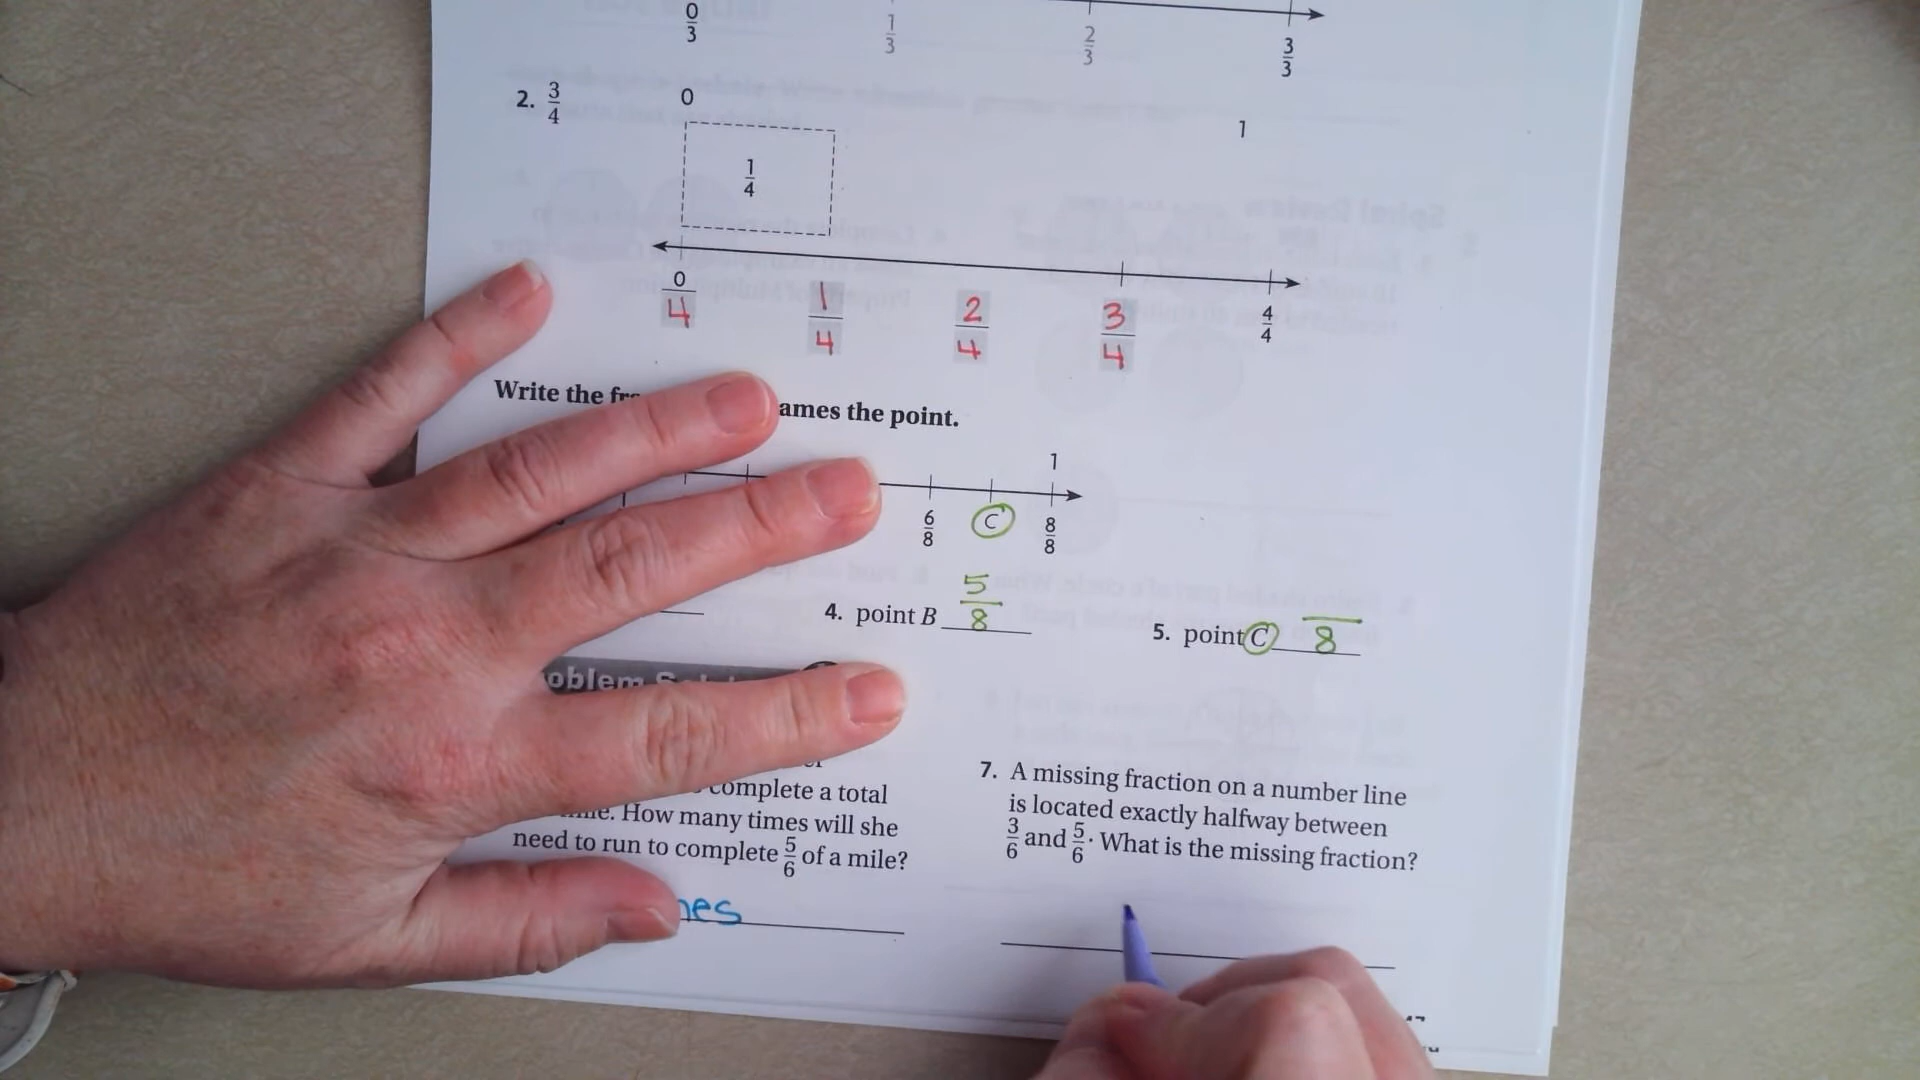 0/3 1/3 2/3 3/3
2. 3/4
0 1
1/4
0/4 1/4 2/4 3/4 4/4
Write the ames the point.
1
6/8 C 8/8
4. point B 5/8
5. point C /8
complete a total
How many times will she
need to run to complete 5/6 of a mile?
7. A missing fraction on a number line
is located exactly halfway between
3/6 and 5/6. What is the missing fraction?